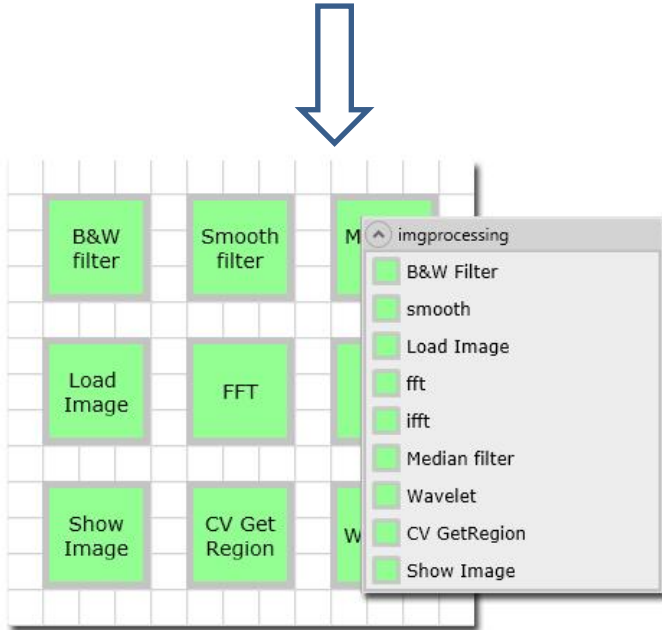 B&W
filter
Smooth
filter
M
Load
Image
FFT
Show
Image
CV Get
Region
W
imgprocessing
B&W Filter
smooth
Load Image
fft
ifft
Median filter
Wavelet
CV GetRegion
Show Image